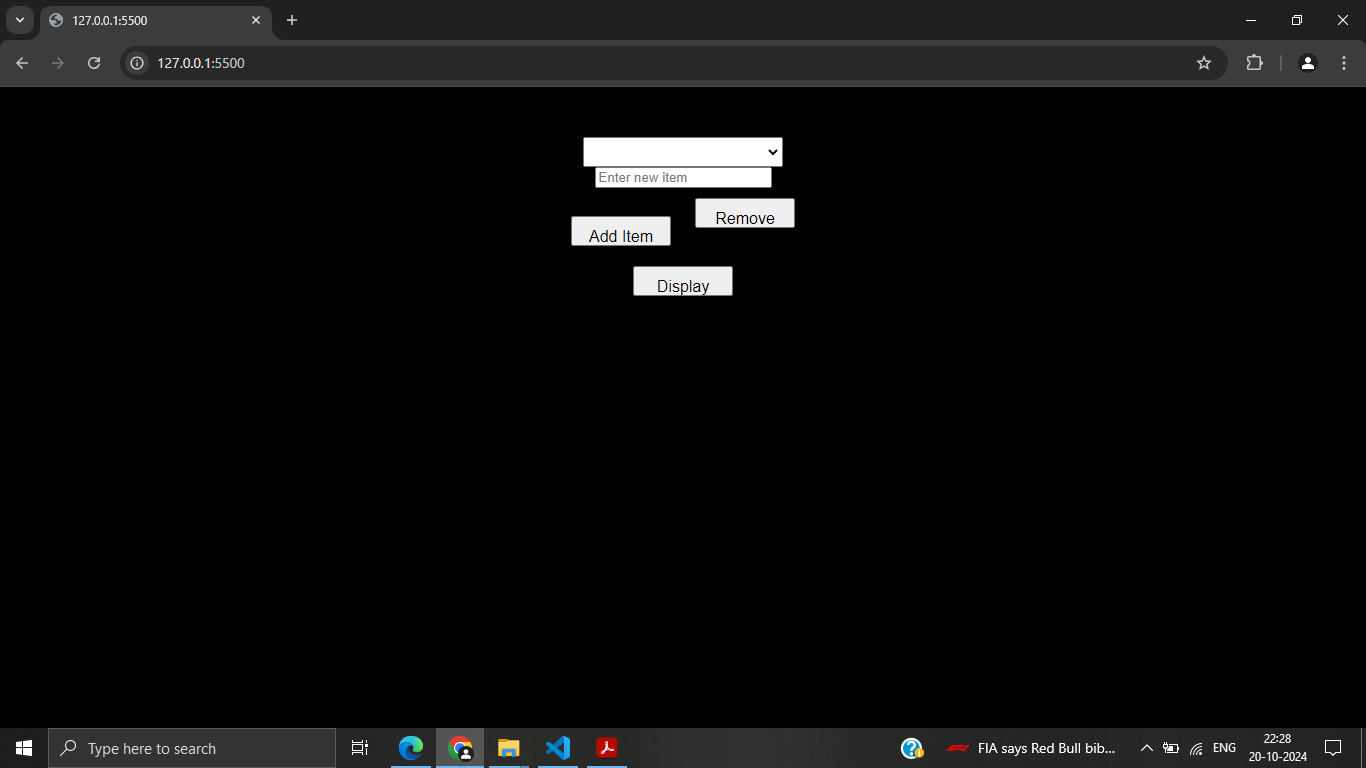 127.0.0.1:5500
127.0.0.1:5500
Enter new item
Remove
Add Item
Display
Type here to search
FIA says Red Bull bib...
ENG
22:28
20-10-2024